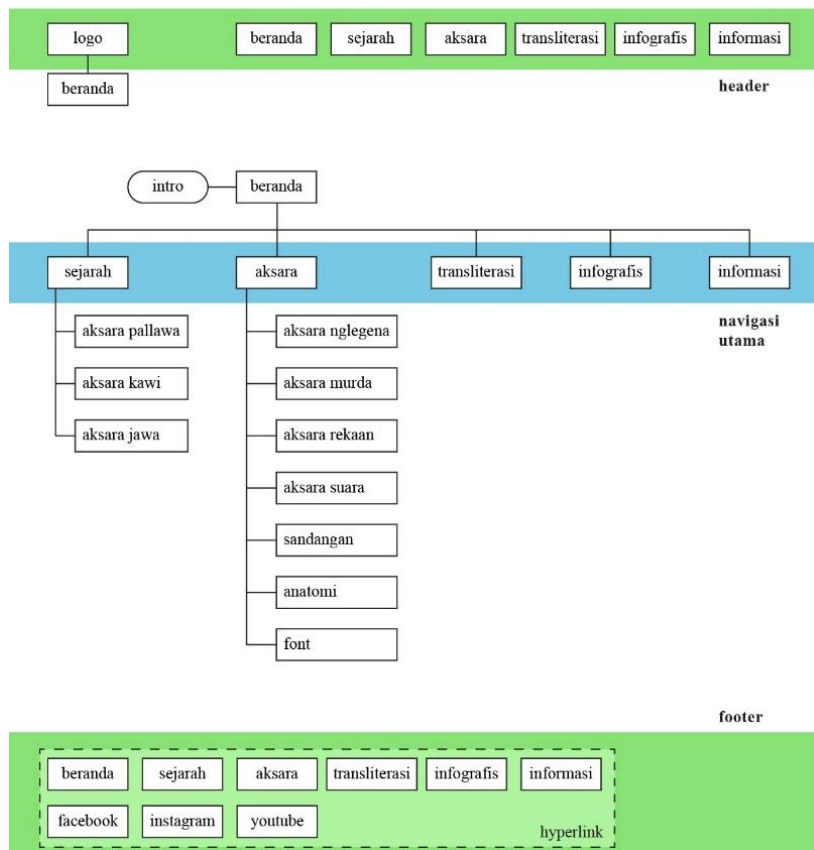 logo
beranda
sejarah
aksara
transliterasi
infografis
informasi
beranda
header
intro
beranda
sejarah
aksara
transliterasi
infografis
informasi
navigasi
utama
aksara pallawa
aksara kawi
aksara jawa
aksara nglegena
aksara murda
aksara rekaan
aksara suara
sandangan
anatomi
font
footer
beranda
sejarah
aksara
transliterasi
infografis
informasi
facebook
instagram
youtube
hyperlink